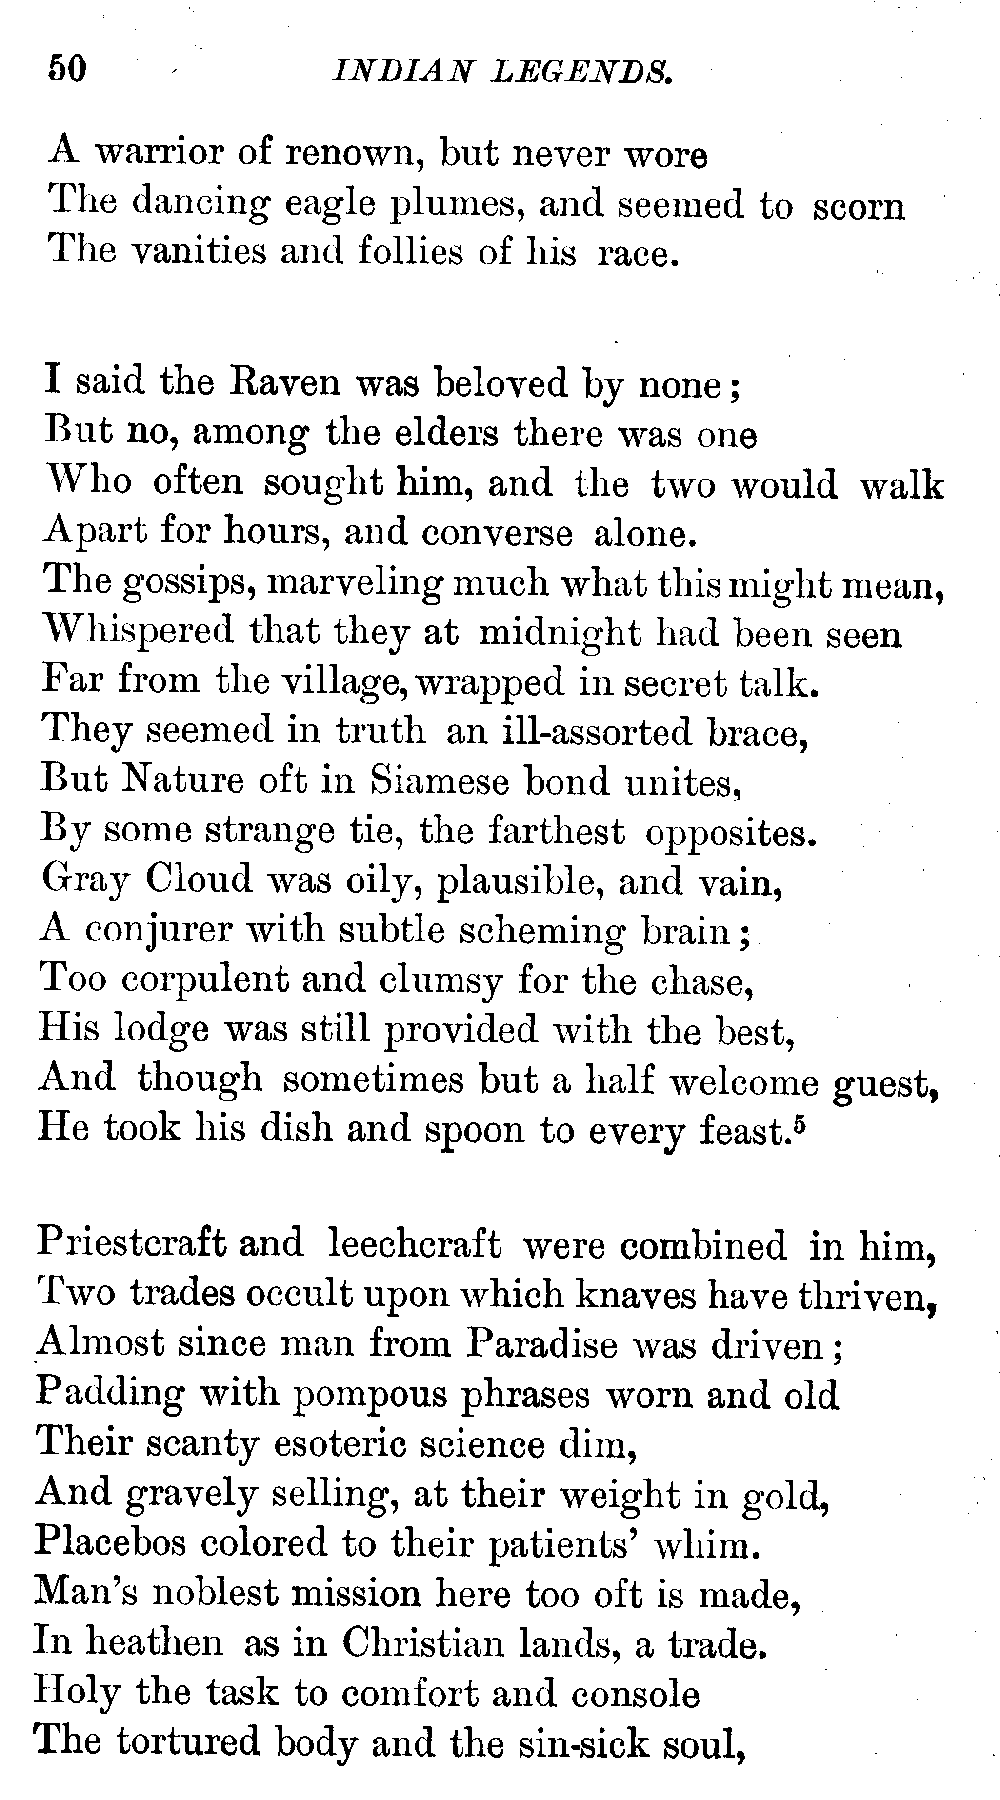 50 INDIAN LEGENDS.
A warrior of renown, but never wore
The dancing eagle plumes, and seemed to scorn
The vanities and follies of his race.
I said the Raven was beloved by none;
But no, among the elders there was one
Who often sought him, and the two would walk
Apart for hours, and converse alone.
The gossips, marveling much what this might mean,
Whispered that they at midnight had been seen
Far from the village, wrapped in secret talk.
They seemed in truth an ill-assorted brace,
But Nature oft in Siamese bond unites,
By some strange tie, the farthest opposites.
Gray Cloud was oily, plausible, and vain,
A conjurer with subtle scheming brain;
Too corpulent and clumsy for the chase,
His lodge was still provided with the best,
And though sometimes but a half welcome guest,
He took his dish and spoon to every feast.⁵
Priestcraft and leechcraft were combined in him,
Two trades occult upon which knaves have thriven,
Almost since man from Paradise was driven;
Padding with pompous phrases worn and old
Their scanty esoteric science dim,
And gravely selling, at their weight in gold,
Placebos colored to their patients' whim.
Man's noblest mission here too oft is made,
In heathen as in Christian lands, a trade.
Holy the task to comfort and console
The tortured body and the sin-sick soul,